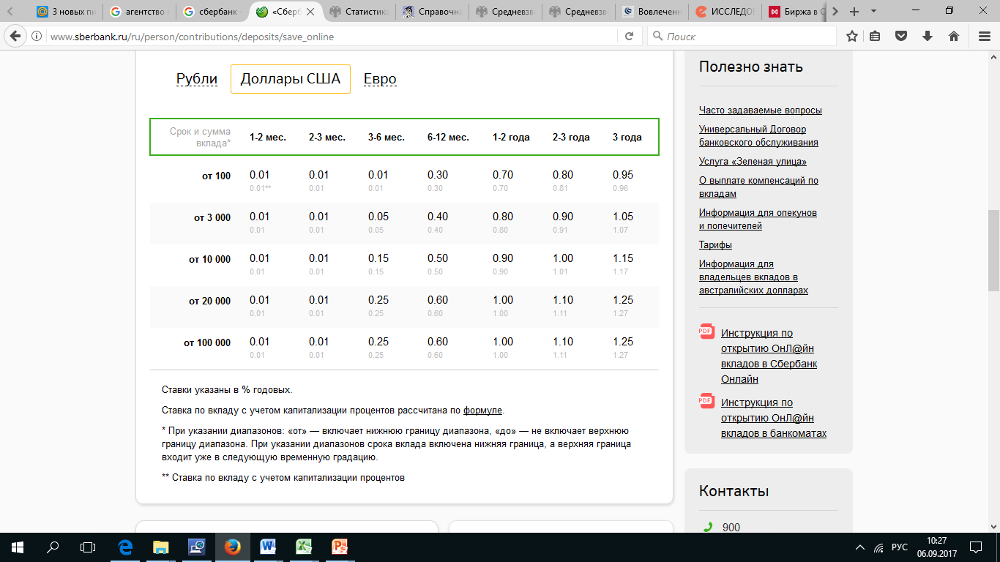 3 новых пи
агентство
сбербанк -
«Сберб
Статистика
Справочна
Средневзв
Средневзв
Вовлеченн
ИССЛЕДОВ
Биржа в С
www.sberbank.ru/ru/person/contributions/deposits/save_online
Поиск
Рубли Доллары США Евро
Срок и сумма вклада* 1-2 мес. 2-3 мес. 3-6 мес. 6-12 мес. 1-2 года 2-3 года 3 года
от 100 0.01 0.01 0.01 0.30 0.70 0.80 0.95
0.01** 0.01 0.01 0.30 0.70 0.81 0.96
от 3 000 0.01 0.01 0.05 0.40 0.80 0.90 1.05
0.01 0.01 0.05 0.40 0.80 0.91 1.07
от 10 000 0.01 0.01 0.15 0.50 0.90 1.00 1.15
0.01 0.01 0.15 0.50 0.90 1.01 1.17
от 20 000 0.01 0.01 0.25 0.60 1.00 1.10 1.25
0.01 0.01 0.25 0.60 1.00 1.11 1.27
от 100 000 0.01 0.01 0.25 0.60 1.00 1.10 1.25
0.01 0.01 0.25 0.60 1.00 1.11 1.27
Ставки указаны в % годовых.
Ставка по вкладу с учетом капитализации процентов рассчитана по формуле.
* При указании диапазонов: «от» — включает нижнюю границу диапазона, «до» — не включает верхнюю
границу диапазона. При указании диапазонов срока вклада включена нижняя граница, а верхняя граница
входит уже в следующую временную градацию.
** Ставка по вкладу с учетом капитализации процентов
Полезно знать
Часто задаваемые вопросы
Универсальный Договор
банковского обслуживания
Услуга «Зеленая улица»
О выплате компенсаций по
вкладам
Информация для опекунов
и попечителей
Тарифы
Информация для
владельцев вкладов в
австралийских долларах
PDF
Инструкция по
открытию ОнЛ@йн
вкладов в Сбербанк
Онлайн
PDF
Инструкция по
открытию ОнЛ@йн
вкладов в банкоматах
Контакты
900
РУС
10:27
06.09.2017